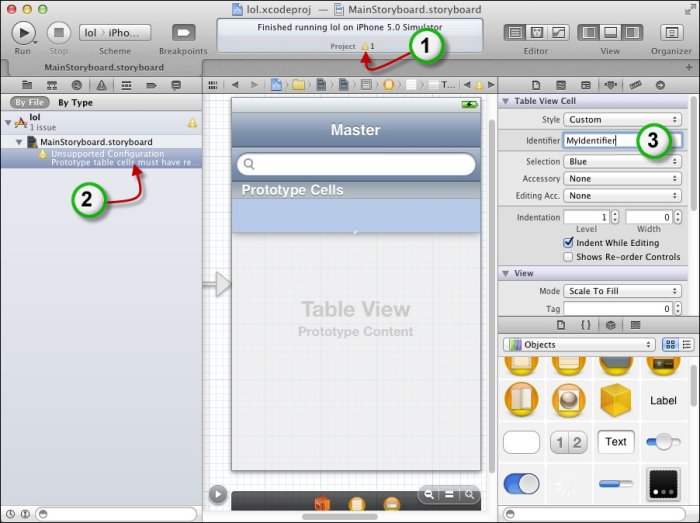 lol.xcodeproj — MainStoryboard.storyboard
Run
Stop
lol ⟩ iPho...
Scheme
Breakpoints
Finished running lol on iPhone 5.0 Simulator
Project 1
1
Editor
View
Organizer
MainStoryboard.storyboard
By File By Type
lol
1 issue
MainStoryboard.storyboard
Unsupported Configuration
Prototype table cells must have re...
2
T...
Master
Prototype Cells
Table View
Prototype Content
Table View Cell
Style Custom
Identifier MyIdentifier
3
Selection Blue
Accessory None
Editing Acc. None
Indentation 1 0
Level Width
Indent While Editing
Shows Re-order Controls
View
Mode Scale To Fill
Tag 0
Objects
Label
1 2
Text